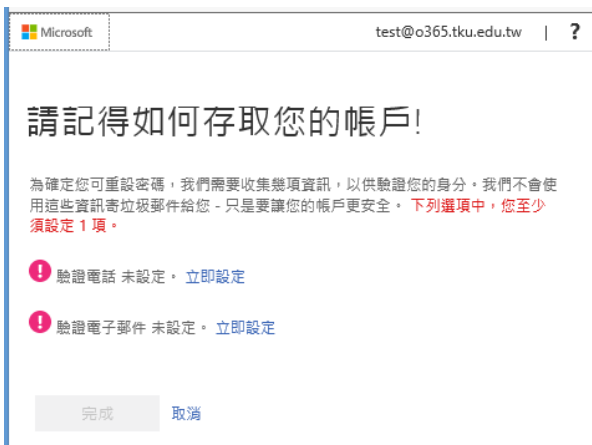 Microsoft test@o365.tku.edu.tw | ?
請記得如何存取您的帳戶!
為確定您可重設密碼，我們需要收集幾項資訊，以供驗證您的身分。我們不會使
用這些資訊寄垃圾郵件給您 - 只是要讓您的帳戶更安全。 下列選項中，您至少
須設定 1 項。
! 驗證電話 未設定。 立即設定
! 驗證電子郵件 未設定。 立即設定
完成 取消